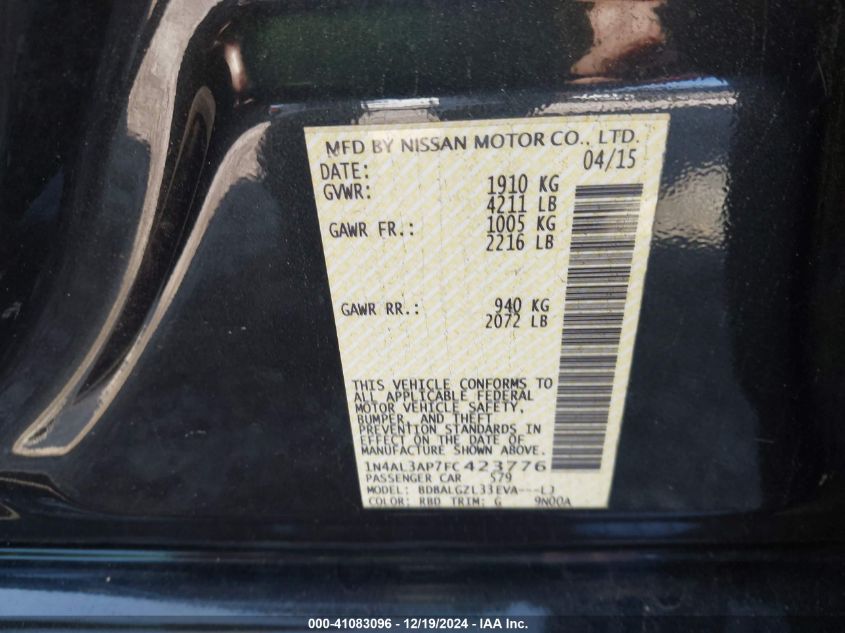 MFD BY NISSAN MOTOR CO., LTD.
DATE: 04/15
GVWR: 1910 KG
4211 LB
GAWR FR.: 1005 KG
2216 LB
GAWR RR.: 940 KG
2072 LB
THIS VEHICLE CONFORMS TO
ALL APPLICABLE FEDERAL
MOTOR VEHICLE SAFETY,
BUMPER, AND THEFT
PREVENTION STANDARDS IN
EFFECT ON THE DATE OF
MANUFACTURE SHOWN ABOVE.
1N4AL3AP7FC423776
PASSENGER CAR 579
MODEL: BDBALGZL33EVA---LJ
COLOR: RBD TRIM: G 9N00A
000-41083096 - 12/19/2024 - IAA Inc.